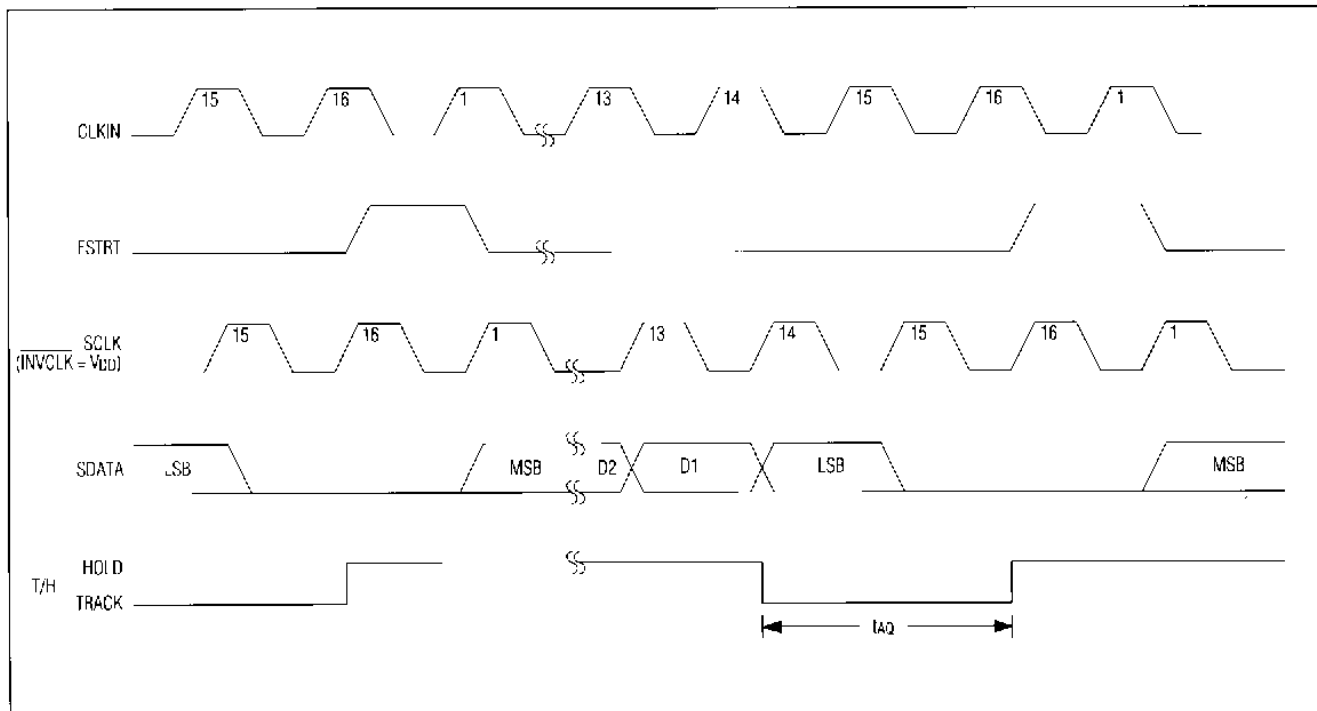 15 16 1 13 14 15 16 1
CLKIN
FSTRT
15 16 1 13 14 15 16 1
SCLK
(INVCLK = VDD)
SDATA LSB MSB D2 D1 LSB MSB
HOLD
T/H
TRACK
tAQ